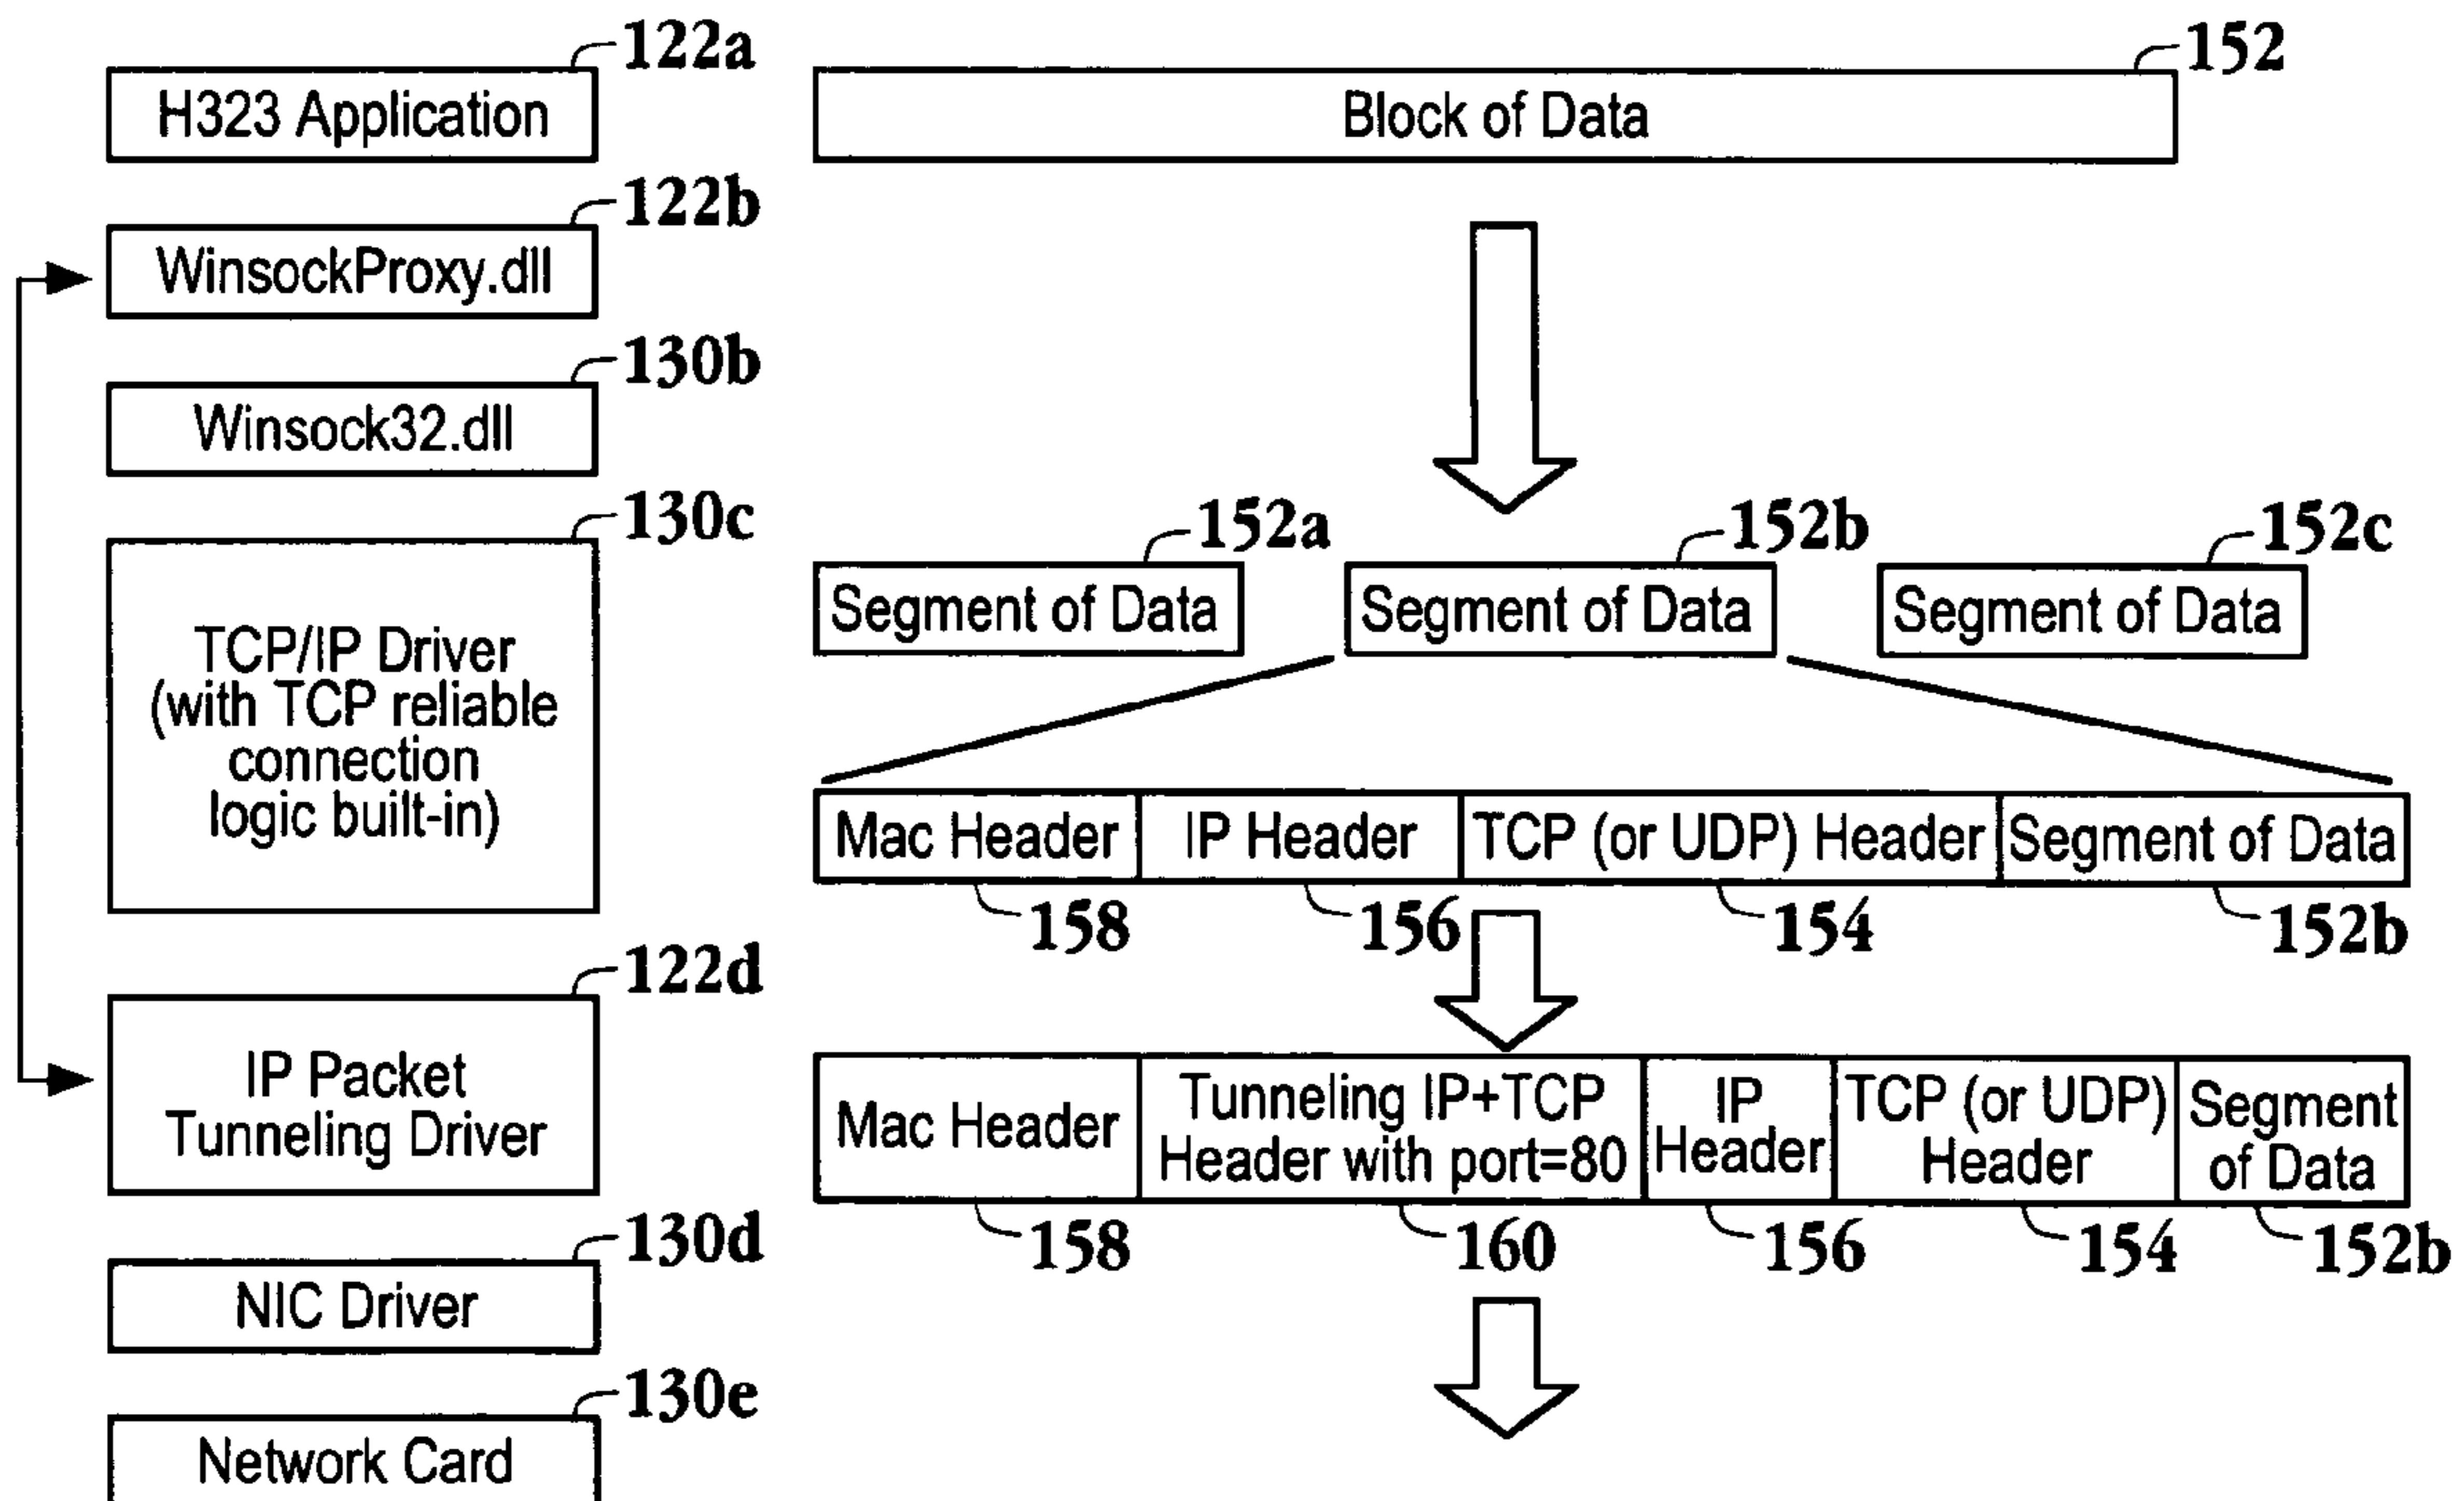 122a
H323 Application
122b
WinsockProxy.dll
130b
Winsock32.dll
130c
TCP/IP Driver
(with TCP reliable
connection
logic built-in)
122d
IP Packet
Tunneling Driver
130d
NIC Driver
130e
Network Card
152
Block of Data
152a
152b
152c
Segment of Data
Segment of Data
Segment of Data
Mac Header
IP Header
TCP (or UDP) Header
Segment of Data
158
156
154
152b
Mac Header
Tunneling IP+TCP
Header with port=80
IP
Header
TCP (or UDP)
Header
Segment
of Data
158
160
156
154
152b